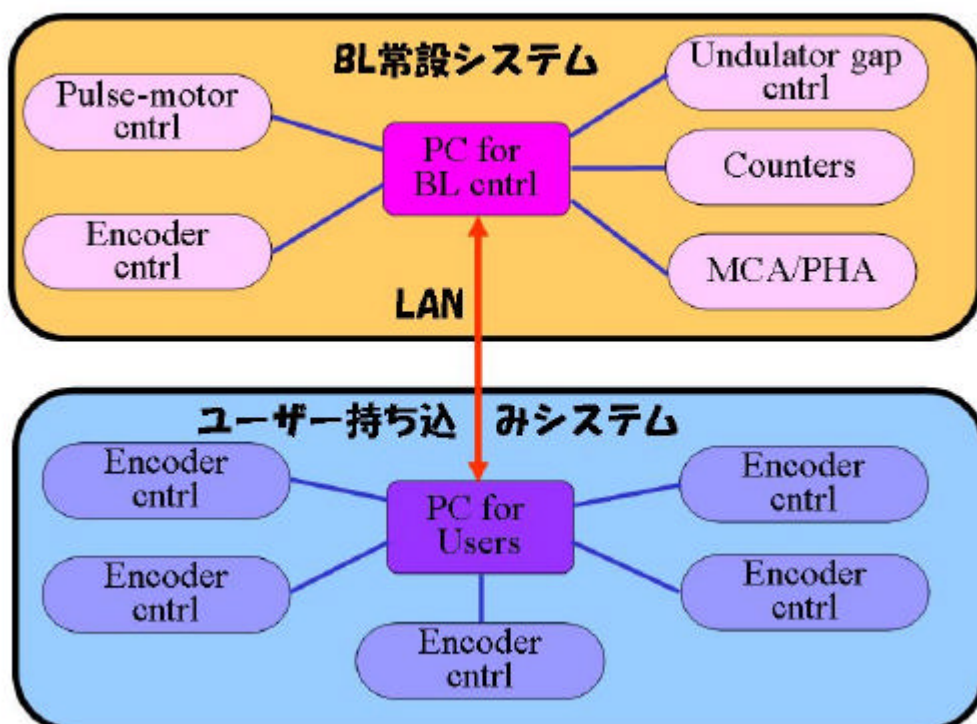 BL常設システム
Pulse-motor
cntrl
Encoder
cntrl
PC for
BL cntrl
Undulator gap
cntrl
Counters
MCA/PHA
LAN
ユーザー持ち込みシステム
Encoder
cntrl
Encoder
cntrl
PC for
Users
Encoder
cntrl
Encoder
cntrl
Encoder
cntrl